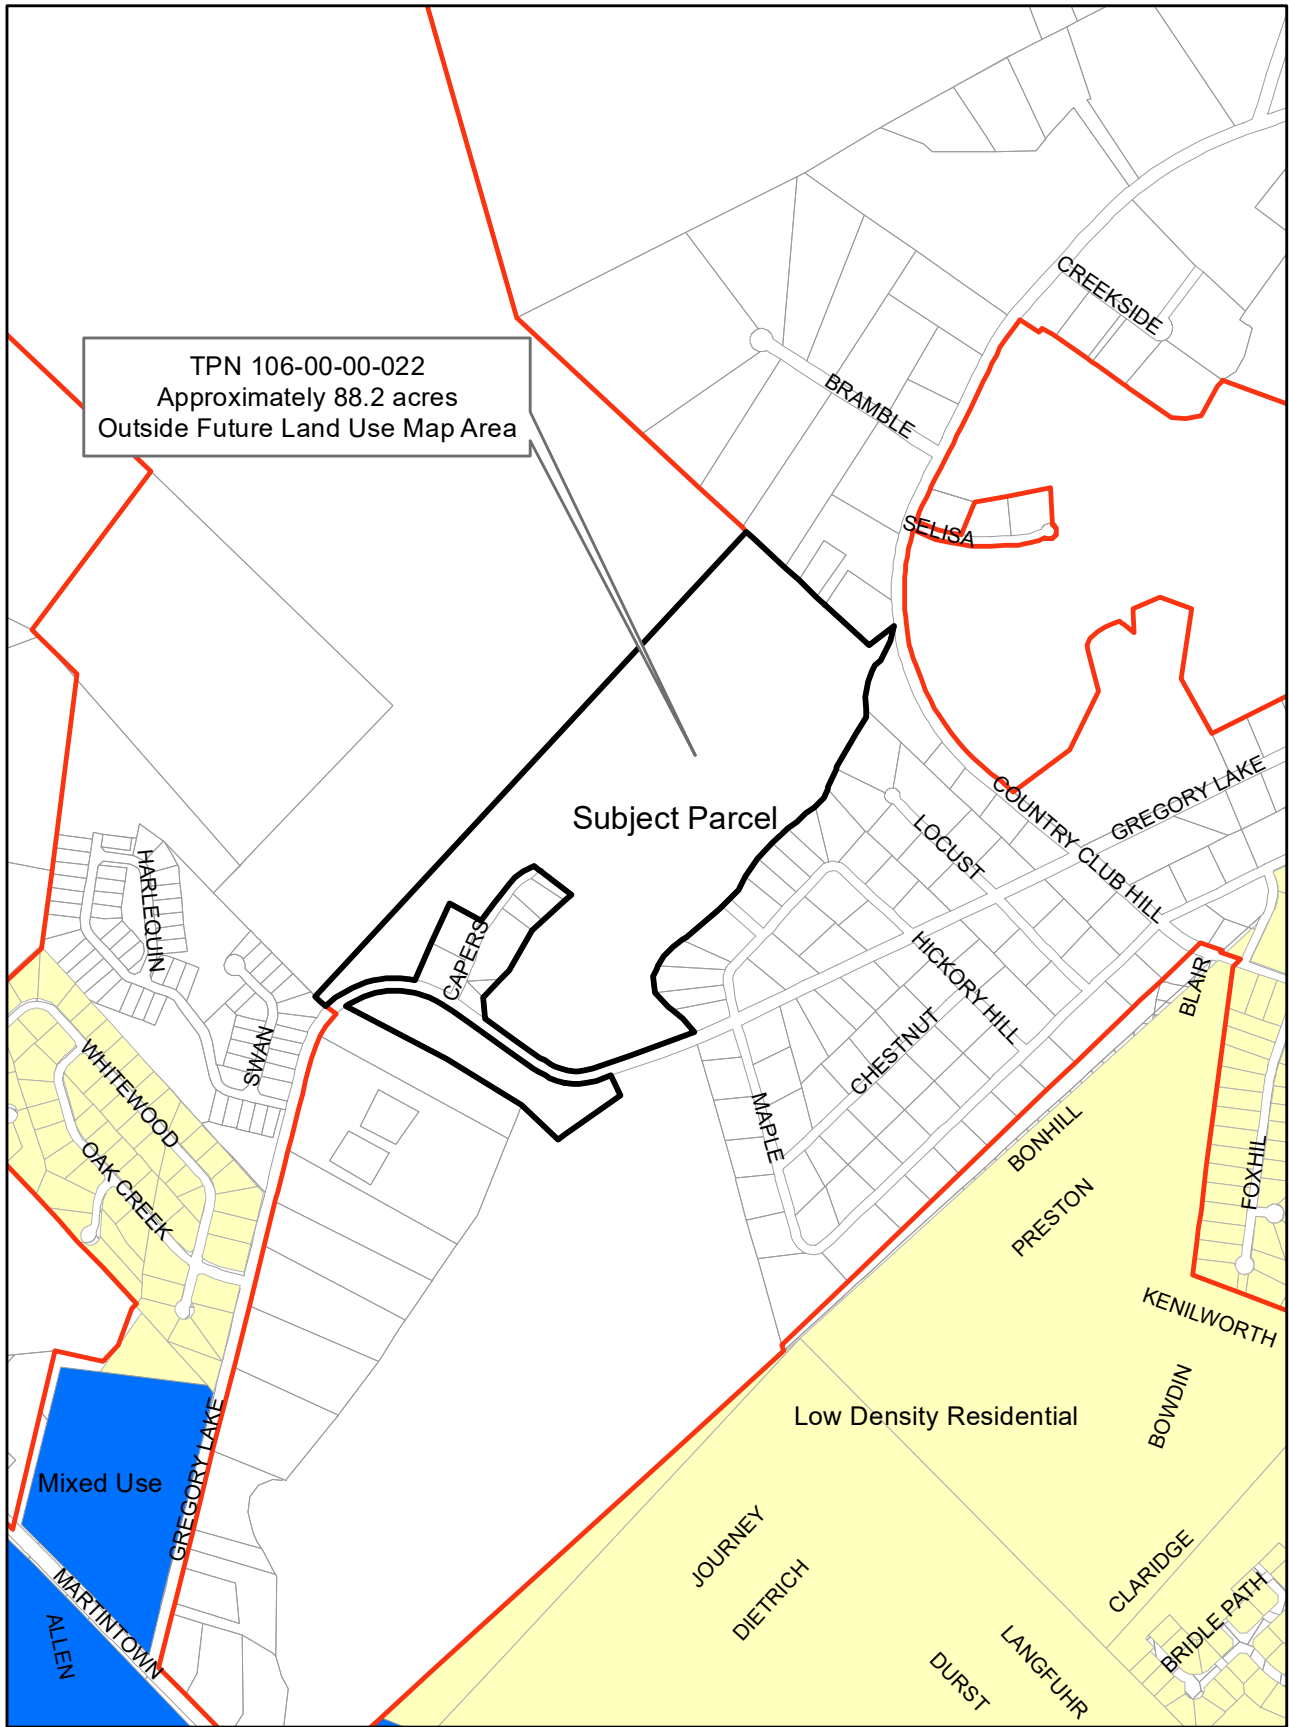 CREEKSIDE
TPN 106-00-00-022
Approximately 88.2 acres
Outside Future Land Use Map Area
BRAMBLE
SELISA
Subject Parcel
COUNTRY CLUB HILL
GREGORY LAKE
LOCUST
HARLEQUIN
CAPERS
HICKORY HILL
BLAIR
SWAN
CHESTNUT
WHITEWOOD
MAPLE
BONHILL
OAK CREEK
FOXHIL
PRESTON
KENILWORTH
Low Density Residential
BOWDIN
Mixed Use
GREGORY LAKE
JOURNEY
DIETRICH
CLARIDGE
MARTINTOWN
ALLEN
BRIDLE PATH
LANGFUHR
DURST